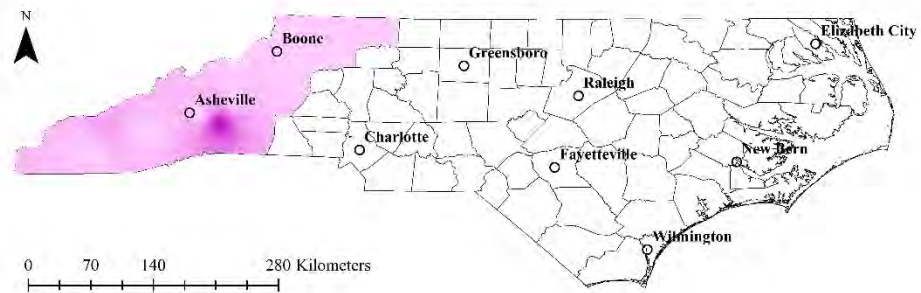 N
Boone
Elizabeth City
Greensboro
Raleigh
Asheville
Charlotte
New Bern
Fayetteville
Wilmington
0 70 140 280 Kilometers